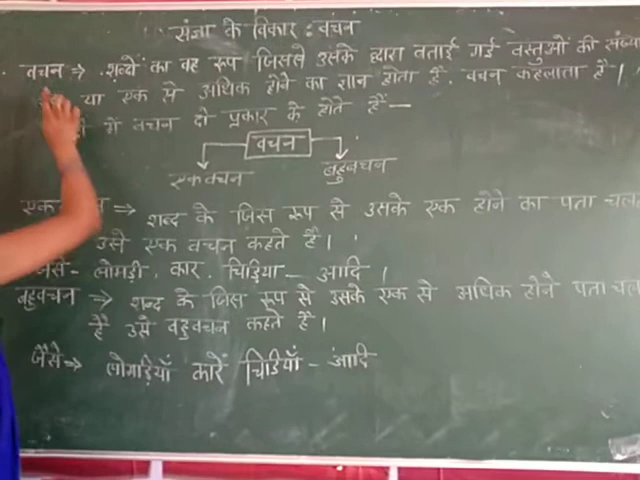 संज्ञा के विकार : वचन
वचन ⇒ शब्दों का वह रूप जिससे उसके द्वारा बताई गई वस्तुओं की संख्या
या एक से अधिक होने का ज्ञान होता है. वचन कहलाता है।
में वचन दो प्रकार के होते हैं —
वचन
एकवचन बहुवचन
⇒ शब्द के जिस रूप से उसके एक होने का पता चल
उसे एक वचन कहते हैं।
जैसे - लोमड़ी. कार. चिड़िया - आदि।
बहुवचन ⇒ शब्द के जिस रूप से उसके एक से अधिक होने पता चल
है उसे बहुवचन कहते हैं।
जैसे ⇒ लोमड़ियाँ कारें चिड़ियाँ - आदि